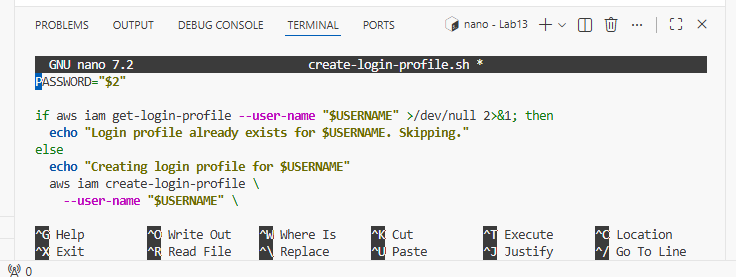 PROBLEMS OUTPUT DEBUG CONSOLE TERMINAL PORTS nano - Lab13
GNU nano 7.2 create-login-profile.sh *
PASSWORD="$2"
if aws iam get-login-profile --user-name "$USERNAME" >/dev/null 2>&1; then
echo "Login profile already exists for $USERNAME. Skipping."
else
echo "Creating login profile for $USERNAME"
aws iam create-login-profile \
--user-name "$USERNAME" \
^G Help ^O Write Out ^W Where Is ^K Cut ^T Execute ^C Location
^X Exit ^R Read File ^\ Replace ^U Paste ^J Justify ^/ Go To Line
0